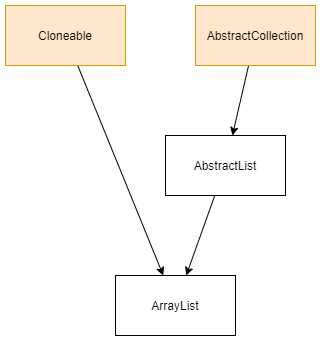 Cloneable
AbstractCollection
AbstractList
ArrayList